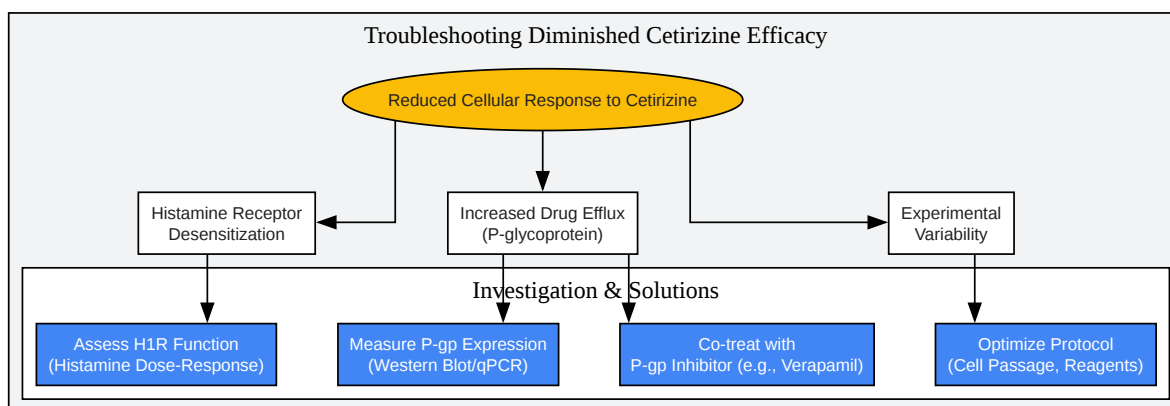 Troubleshooting Diminished Cetirizine Efficacy
Reduced Cellular Response to Cetirizine
Histamine Receptor
Desensitization
Increased Drug Efflux
(P-glycoprotein)
Experimental
Variability
Investigation & Solutions
Assess H1R Function
(Histamine Dose-Response)
Measure P-gp Expression
(Western Blot/qPCR)
Co-treat with
P-gp Inhibitor (e.g., Verapamil)
Optimize Protocol
(Cell Passage, Reagents)